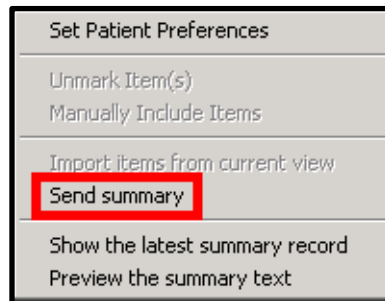 Set Patient Preferences
Unmark Item(s)
Manually Include Items
Import items from current view
Send summary
Show the latest summary record
Preview the summary text